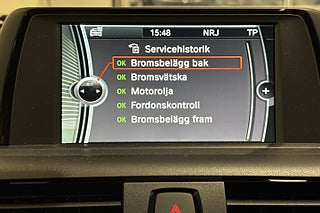 15:48 NRJ TP
Servicehistorik
OK Bromsbelägg bak
OK Bromsvätska
OK Motorolja
OK Fordonskontroll
OK Bromsbelägg fram